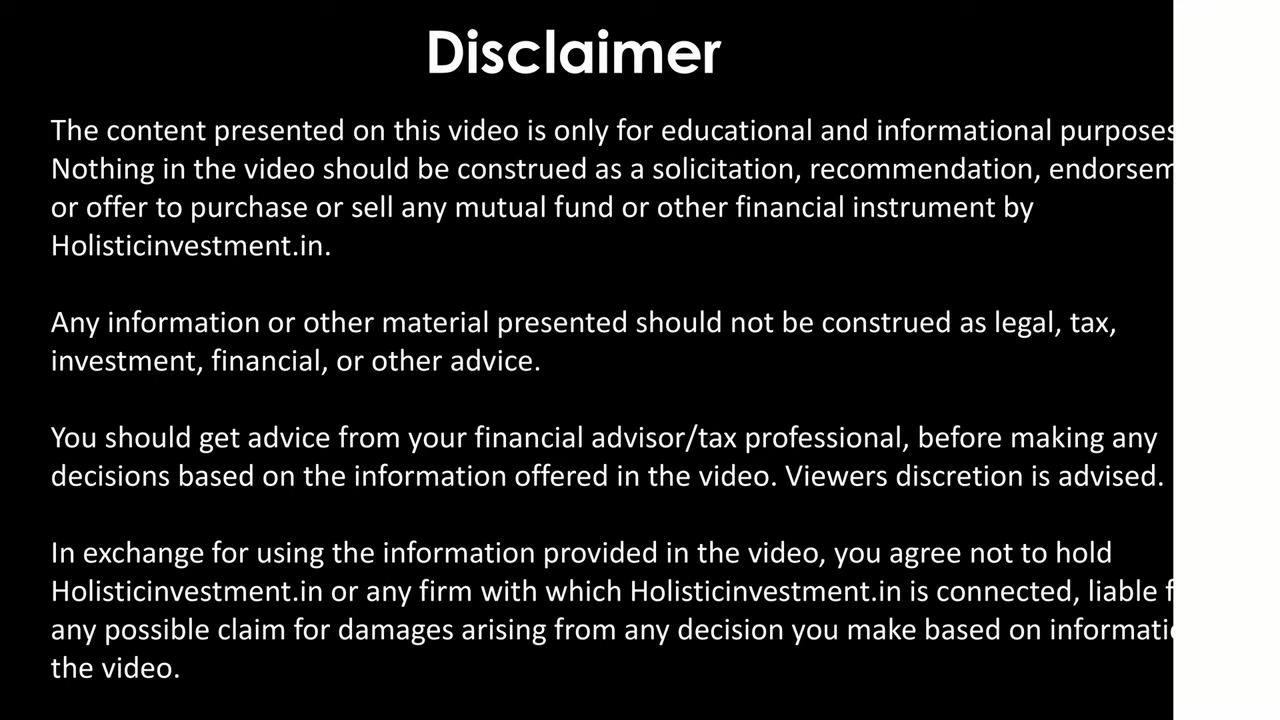 Disclaimer
The content presented on this video is only for educational and informational purposes
Nothing in the video should be construed as a solicitation, recommendation, endorsem
or offer to purchase or sell any mutual fund or other financial instrument by
Holisticinvestment.in.
Any information or other material presented should not be construed as legal, tax,
investment, financial, or other advice.
You should get advice from your financial advisor/tax professional, before making any
decisions based on the information offered in the video. Viewers discretion is advised.
In exchange for using the information provided in the video, you agree not to hold
Holisticinvestment.in or any firm with which Holisticinvestment.in is connected, liable f
any possible claim for damages arising from any decision you make based on informatic
the video.